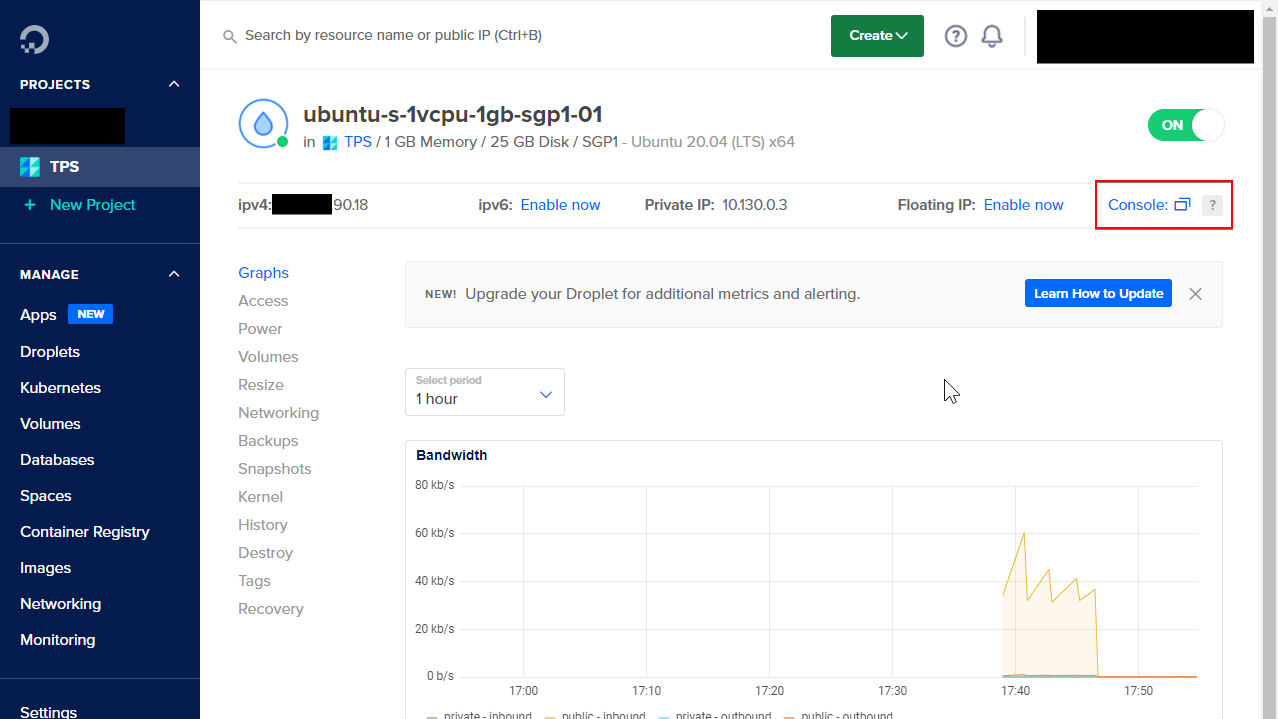 Search by resource name or public IP (Ctrl+B)
Create
?
PROJECTS
TPS
New Project
MANAGE
Apps NEW
Droplets
Kubernetes
Volumes
Databases
Spaces
Container Registry
Images
Networking
Monitoring
Settings
ubuntu-s-1vcpu-1gb-sgp1-01
in TPS / 1 GB Memory / 25 GB Disk / SGP1 - Ubuntu 20.04 (LTS) x64
ON
ipv4: 90.18 ipv6: Enable now Private IP: 10.130.0.3 Floating IP: Enable now Console: ?
Graphs
Access
Power
Volumes
Resize
Networking
Backups
Snapshots
Kernel
History
Destroy
Tags
Recovery
NEW! Upgrade your Droplet for additional metrics and alerting. Learn How to Update
Select period
1 hour
Bandwidth
80 kb/s
60 kb/s
40 kb/s
20 kb/s
0 b/s
17:00 17:10 17:20 17:30 17:40 17:50
private - inbound public - inbound private - outbound public - outbound